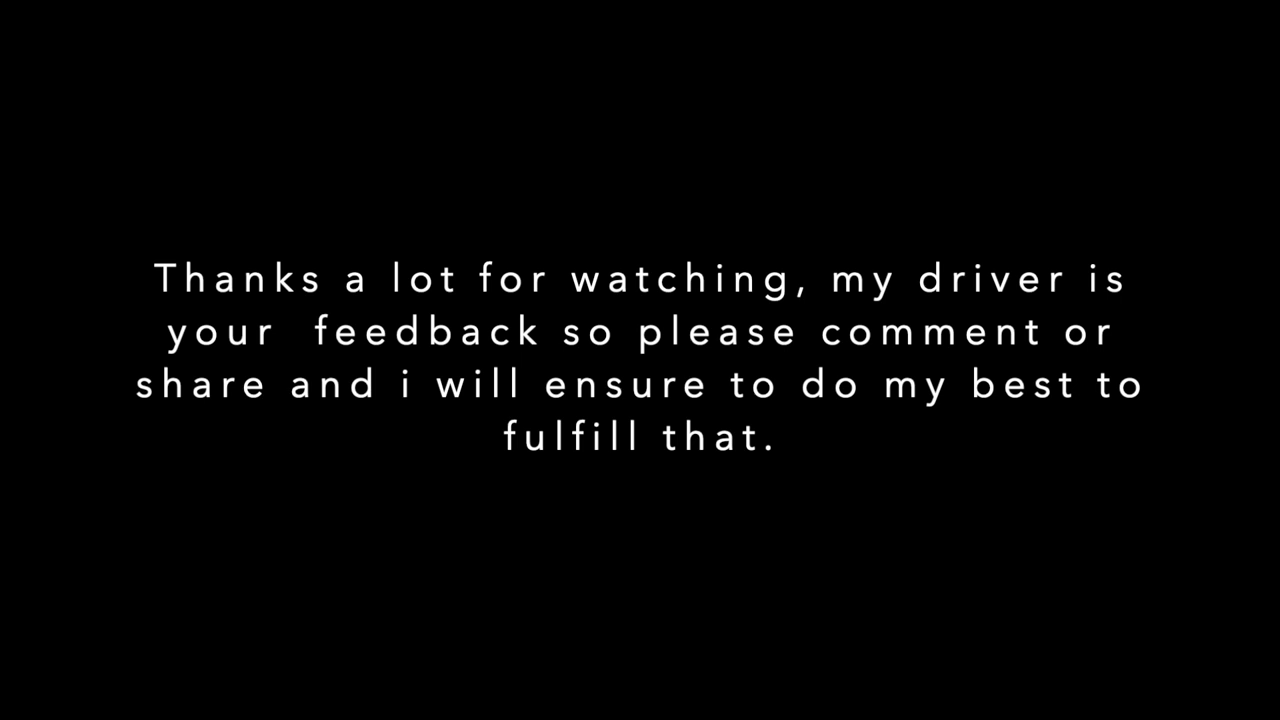 Thanks a lot for watching, my driver is
your  feedback so please comment or
share and i will ensure to do my best to
fulfill that.